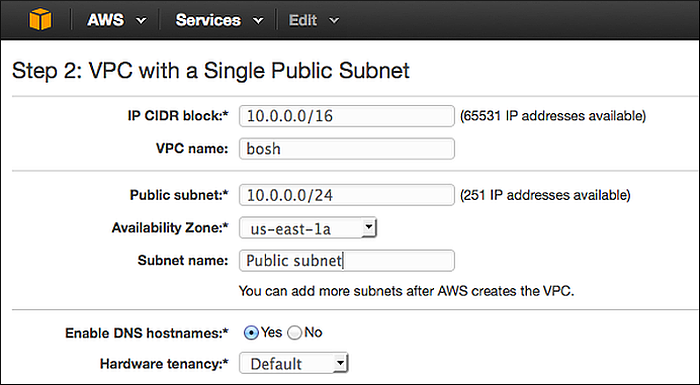 AWS Services Edit
Step 2: VPC with a Single Public Subnet
IP CIDR block:* 10.0.0.0/16 (65531 IP addresses available)
VPC name: bosh
Public subnet:* 10.0.0.0/24 (251 IP addresses available)
Availability Zone:* us-east-1a
Subnet name: Public subnet
You can add more subnets after AWS creates the VPC.
Enable DNS hostnames:* Yes No
Hardware tenancy:* Default